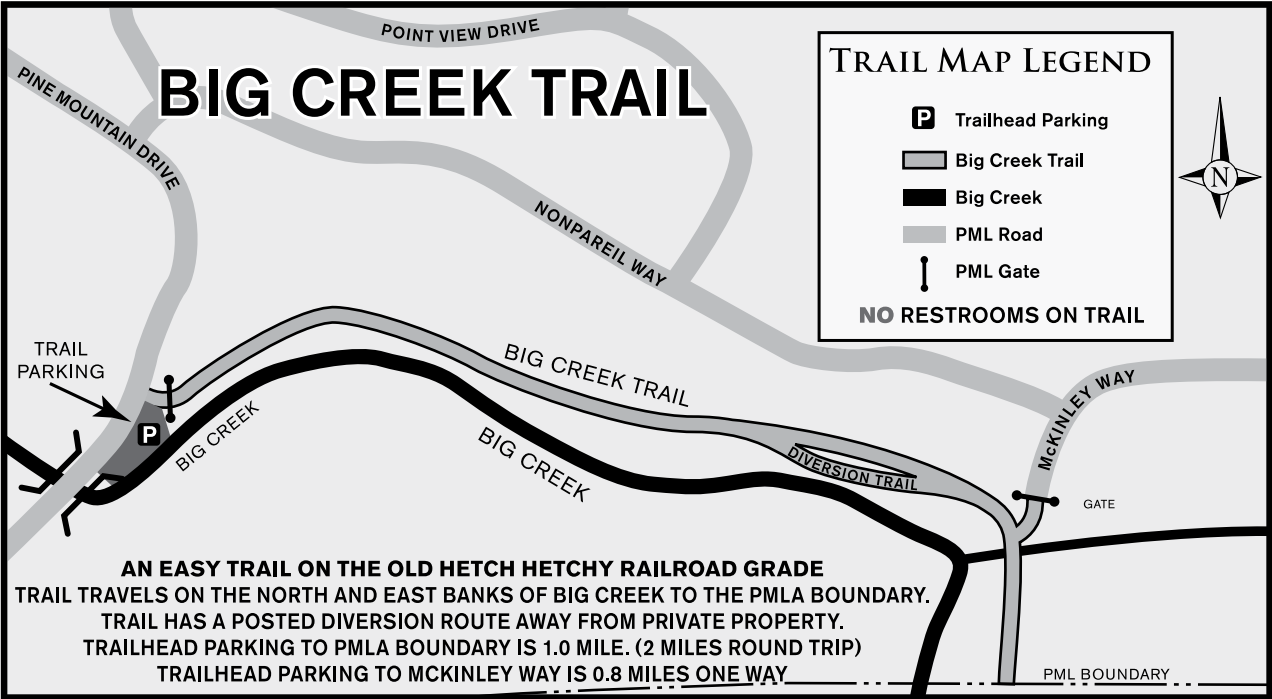 POINT VIEW DRIVE
BIG CREEK TRAIL
PINE MOUNTAIN DRIVE
NONPAREIL WAY
TRAIL MAP LEGEND
P Trailhead Parking
Big Creek Trail
Big Creek
PML Road
PML Gate
NO RESTROOMS ON TRAIL
N
TRAIL
PARKING
P
BIG CREEK
BIG CREEK TRAIL
BIG CREEK
DIVERSION TRAIL
McKINLEY WAY
GATE
AN EASY TRAIL ON THE OLD HETCH HETCHY RAILROAD GRADE
TRAIL TRAVELS ON THE NORTH AND EAST BANKS OF BIG CREEK TO THE PMLA BOUNDARY.
TRAIL HAS A POSTED DIVERSION ROUTE AWAY FROM PRIVATE PROPERTY.
TRAILHEAD PARKING TO PMLA BOUNDARY IS 1.0 MILE. (2 MILES ROUND TRIP)
TRAILHEAD PARKING TO MCKINLEY WAY IS 0.8 MILES ONE WAY
PML BOUNDARY